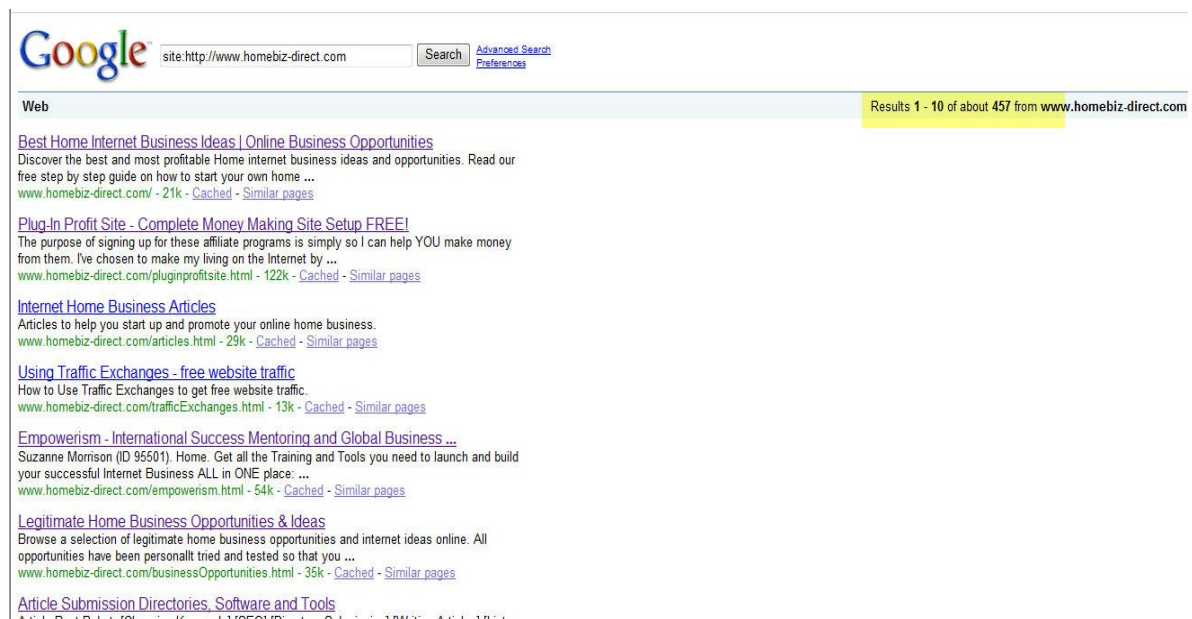 Google site:http://www.homebiz-direct.com Search Advanced Search
Preferences
Web Results 1 - 10 of about 457 from www.homebiz-direct.com
Best Home Internet Business Ideas | Online Business Opportunities
Discover the best and most profitable Home internet business ideas and opportunities. Read our
free step by step guide on how to start your own home ...
www.homebiz-direct.com/ - 21k - Cached - Similar pages
Plug-In Profit Site - Complete Money Making Site Setup FREE!
The purpose of signing up for these affiliate programs is simply so I can help YOU make money
from them. I've chosen to make my living on the Internet by ...
www.homebiz-direct.com/pluginprofitsite.html - 122k - Cached - Similar pages
Internet Home Business Articles
Articles to help you start up and promote your online home business.
www.homebiz-direct.com/articles.html - 29k - Cached - Similar pages
Using Traffic Exchanges - free website traffic
How to Use Traffic Exchanges to get free website traffic.
www.homebiz-direct.com/trafficExchanges.html - 13k - Cached - Similar pages
Empowerism - International Success Mentoring and Global Business ...
Suzanne Morrison (ID 95501). Home. Get all the Training and Tools you need to launch and build
your successful Internet Business ALL in ONE place: ...
www.homebiz-direct.com/empowerism.html - 54k - Cached - Similar pages
Legitimate Home Business Opportunities & Ideas
Browse a selection of legitimate home business opportunities and internet ideas online. All
opportunities have been personallt tried and tested so that you ...
www.homebiz-direct.com/businessOpportunities.html - 35k - Cached - Similar pages
Article Submission Directories, Software and Tools